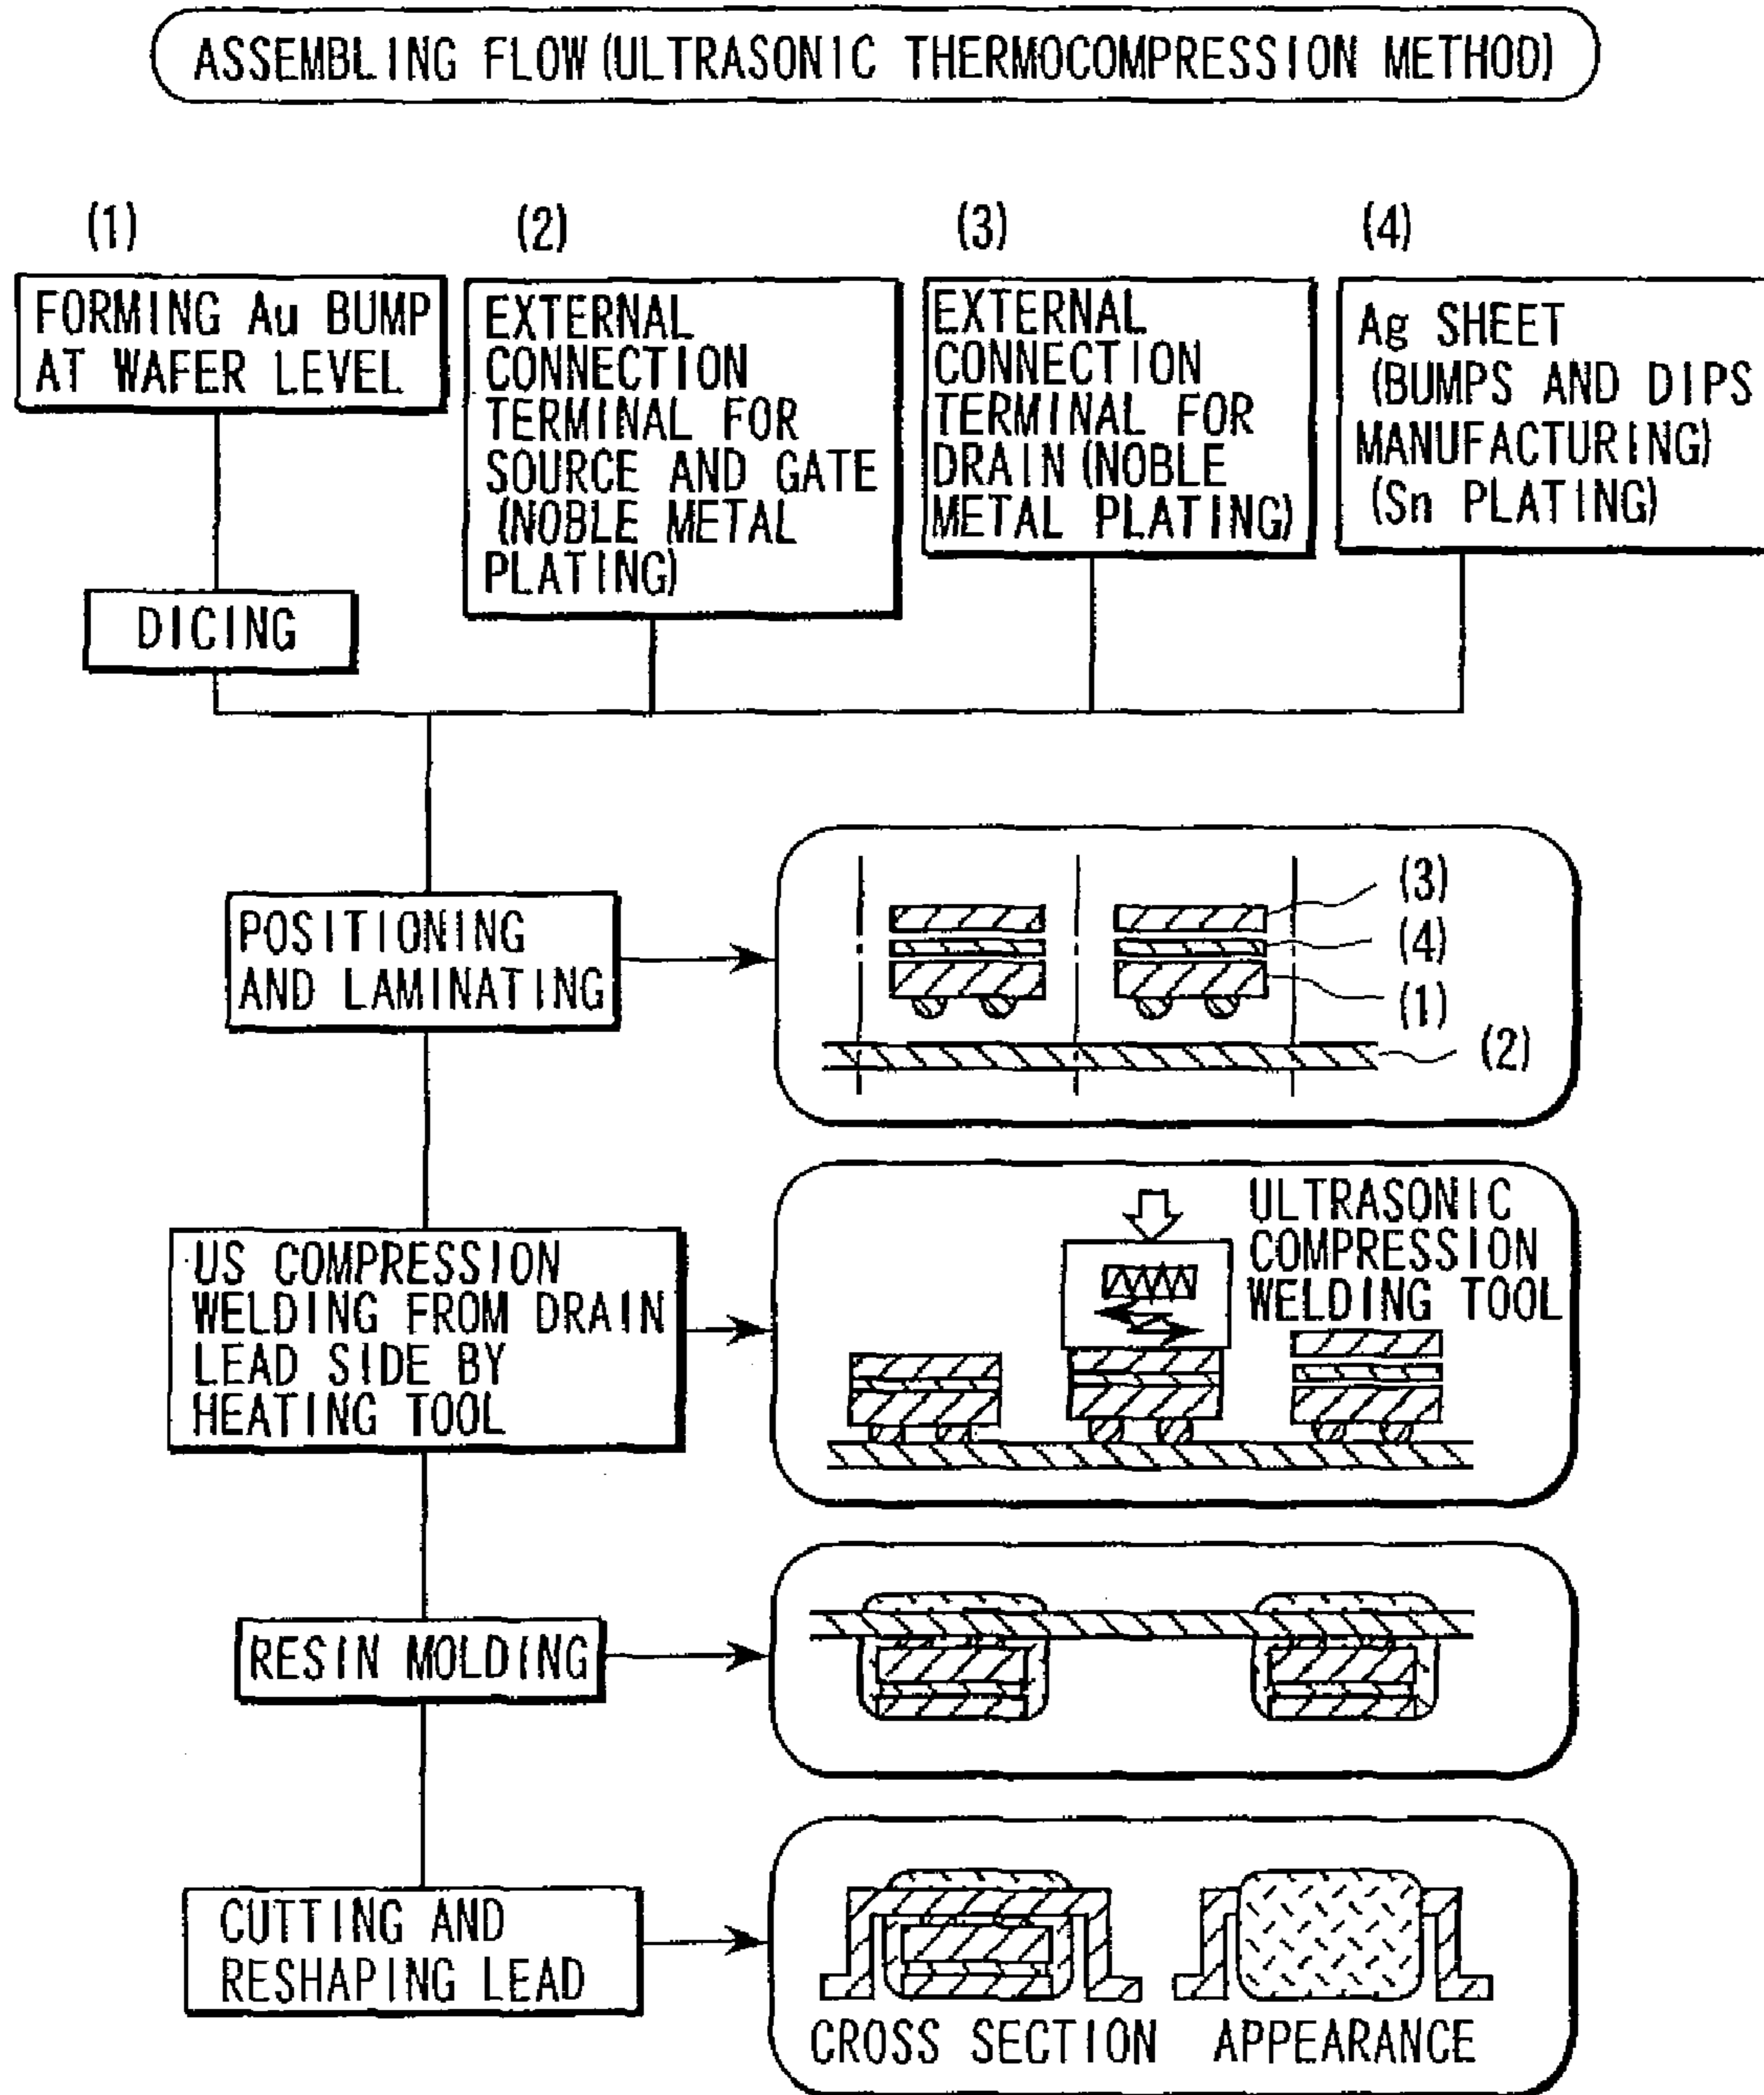 ASSEMBLING FLOW (ULTRASONIC THERMOCOMPRESSION METHOD)
(1)
FORMING Au BUMP
AT WAFER LEVEL
DICING
(2)
EXTERNAL
CONNECTION
TERMINAL FOR
SOURCE AND GATE
(NOBLE METAL
PLATING)
(3)
EXTERNAL
CONNECTION
TERMINAL FOR
DRAIN (NOBLE
METAL PLATING)
(4)
Ag SHEET
(BUMPS AND DIPS
MANUFACTURING)
(Sn PLATING)
POSITIONING
AND LAMINATING
(3)
(4)
(1)
(2)
US COMPRESSION
WELDING FROM DRAIN
LEAD SIDE BY
HEATING TOOL
ULTRASONIC
COMPRESSION
WELDING TOOL
RESIN MOLDING
CUTTING AND
RESHAPING LEAD
CROSS SECTION
APPEARANCE